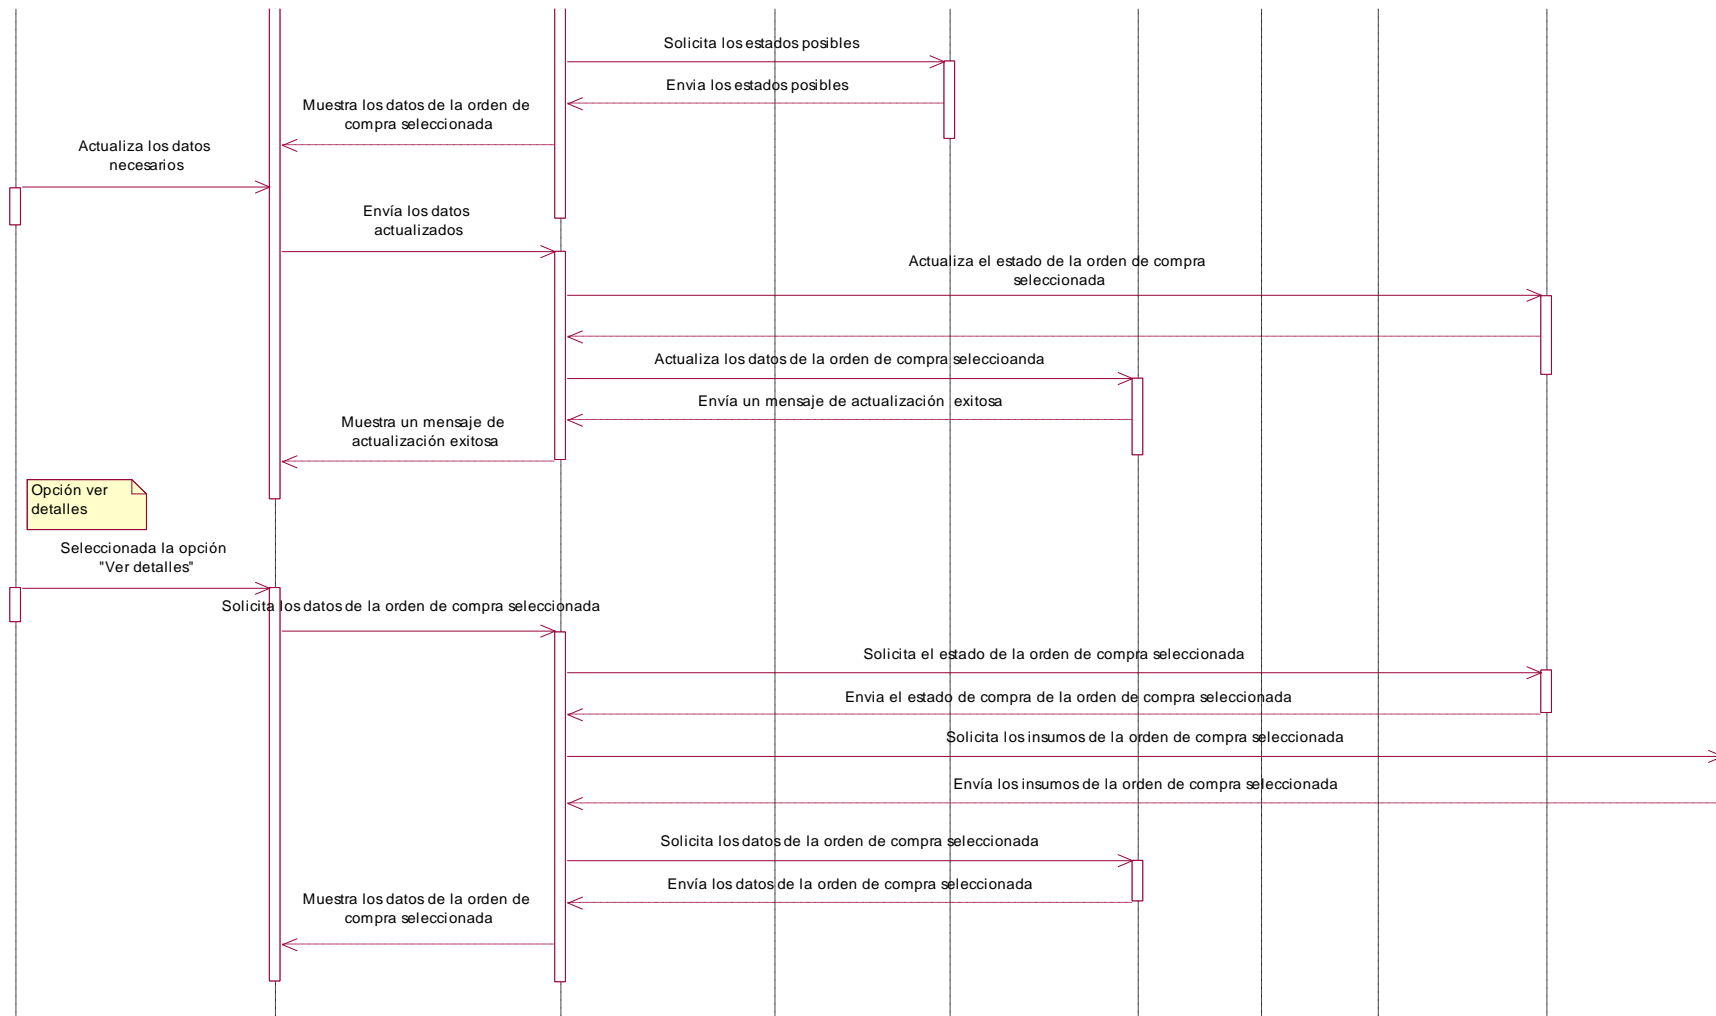 Solicita los estados posibles
Envia los estados posibles
Muestra los datos de la orden de
compra seleccionada
Actualiza los datos
necesarios
Envía los datos
actualizados
Actualiza el estado de la orden de compra
seleccionada
Actualiza los datos de la orden de compra seleccioanda
Envía un mensaje de actualización exitosa
Muestra un mensaje de
actualización exitosa
Opción ver
detalles
Seleccionada la opción
"Ver detalles"
Solicita los datos de la orden de compra seleccionada
Solicita el estado de la orden de compra seleccionada
Envia el estado de compra de la orden de compra seleccionada
Solicita los insumos de la orden de compra seleccionada
Envía los insumos de la orden de compra seleccionada
Solicita los datos de la orden de compra seleccionada
Envía los datos de la orden de compra seleccionada
Muestra los datos de la orden de
compra seleccionada